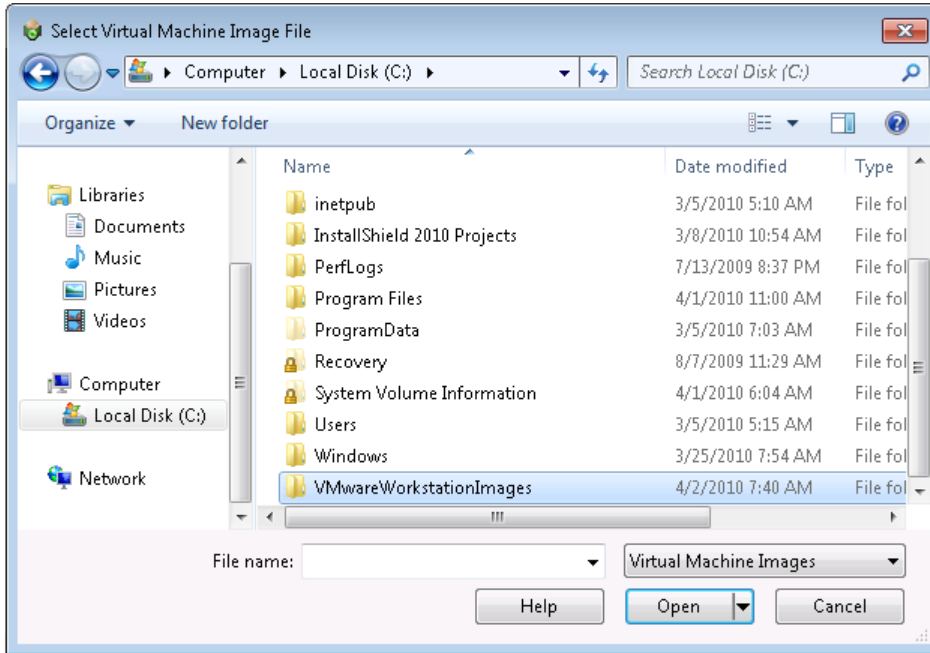 Select Virtual Machine Image File
Computer Local Disk (C:) Search Local Disk (C:)
Organize New folder
Name Date modified Type
Libraries
Documents
Music
Pictures
Videos
Computer
Local Disk (C:)
Network
inetpub 3/5/2010 5:10 AM File fol
InstallShield 2010 Projects 3/8/2010 10:54 AM File fol
PerfLogs 7/13/2009 8:37 PM File fol
Program Files 4/1/2010 11:00 AM File fol
ProgramData 3/5/2010 7:03 AM File fol
Recovery 8/7/2009 11:29 AM File fol
System Volume Information 4/1/2010 6:04 AM File fol
Users 3/5/2010 5:15 AM File fol
Windows 3/25/2010 7:54 AM File fol
VMwareWorkstationImages 4/2/2010 7:40 AM File fol
File name: Virtual Machine Images
Help Open Cancel